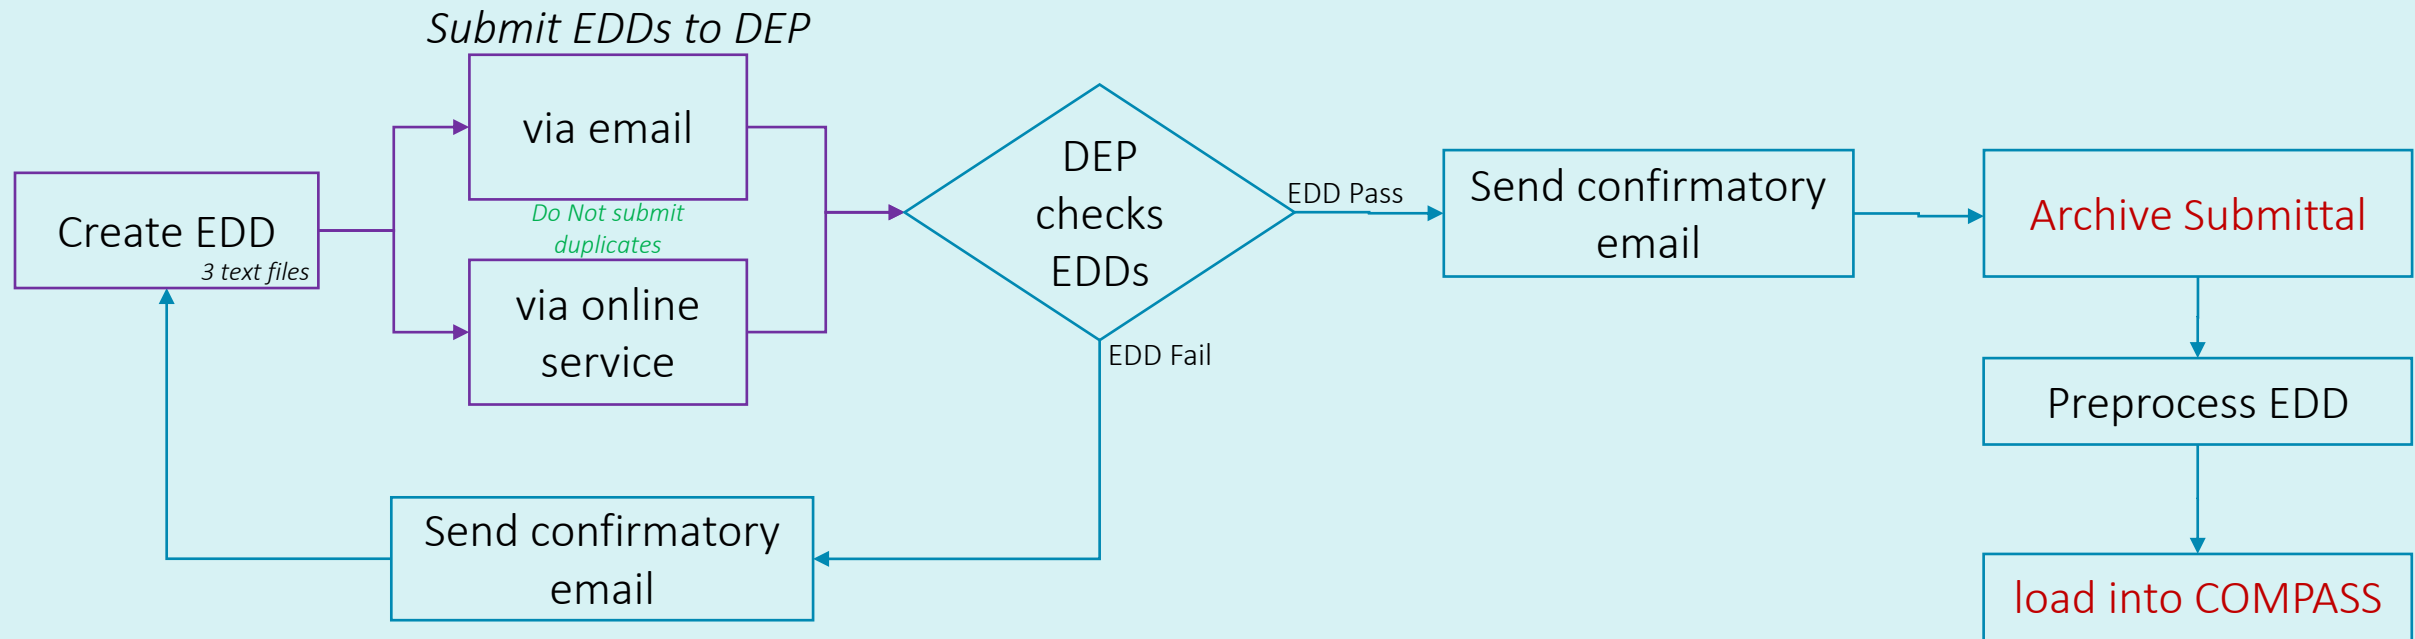 Submit EDDs to DEP
via email
Do Not submit
duplicates
via online
service
Create EDD
3 text files
DEP
checks
EDDs
EDD Pass
EDD Fail
Send confirmatory
email
Archive Submittal
Preprocess EDD
load into COMPASS
Send confirmatory
email